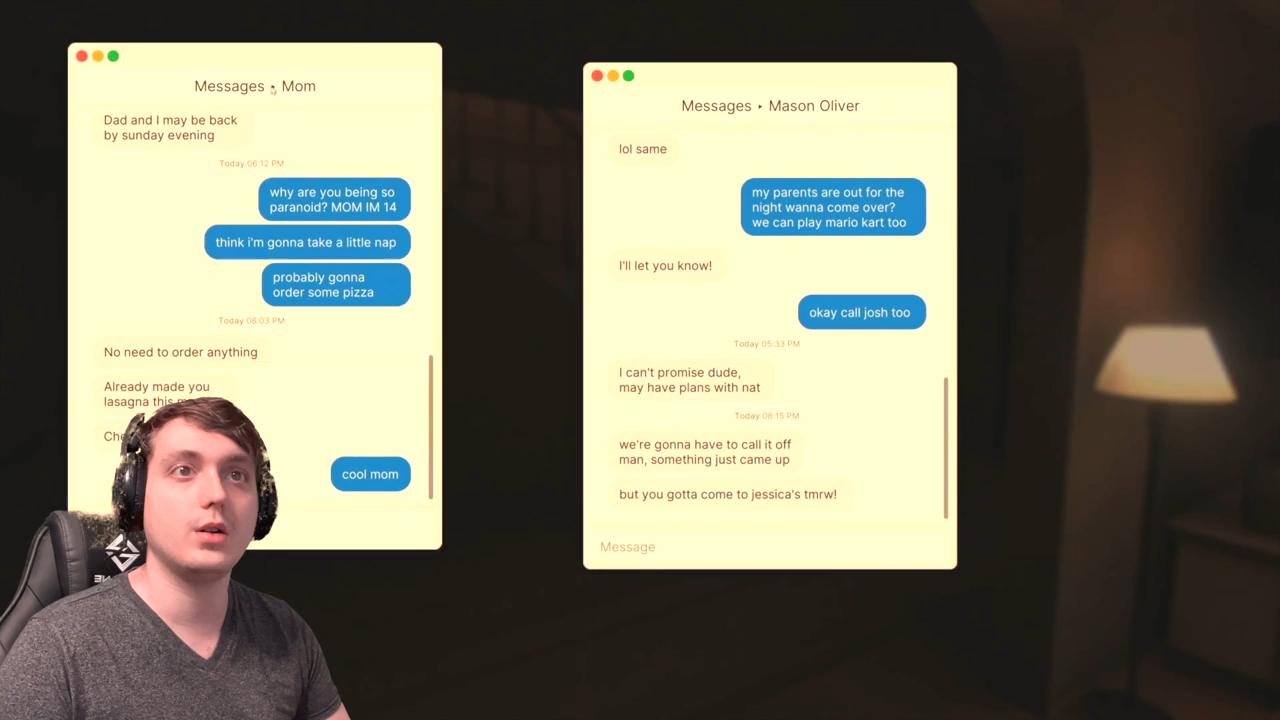 Messages ‣ Mom
Dad and I may be back
by sunday evening
Today 06:12 PM
why are you being so
paranoid? MOM IM 14
think i'm gonna take a little nap
probably gonna
order some pizza
Today 08:03 PM
No need to order anything
Already made you
lasagna this
cool mom
Messages ‣ Mason Oliver
lol same
my parents are out for the
night wanna come over?
we can play mario kart too
I'll let you know!
okay call josh too
Today 05:33 PM
I can't promise dude,
may have plans with nat
Today 08:15 PM
we're gonna have to call it off
man, something just came up
but you gotta come to jessica's tmrw!
Message